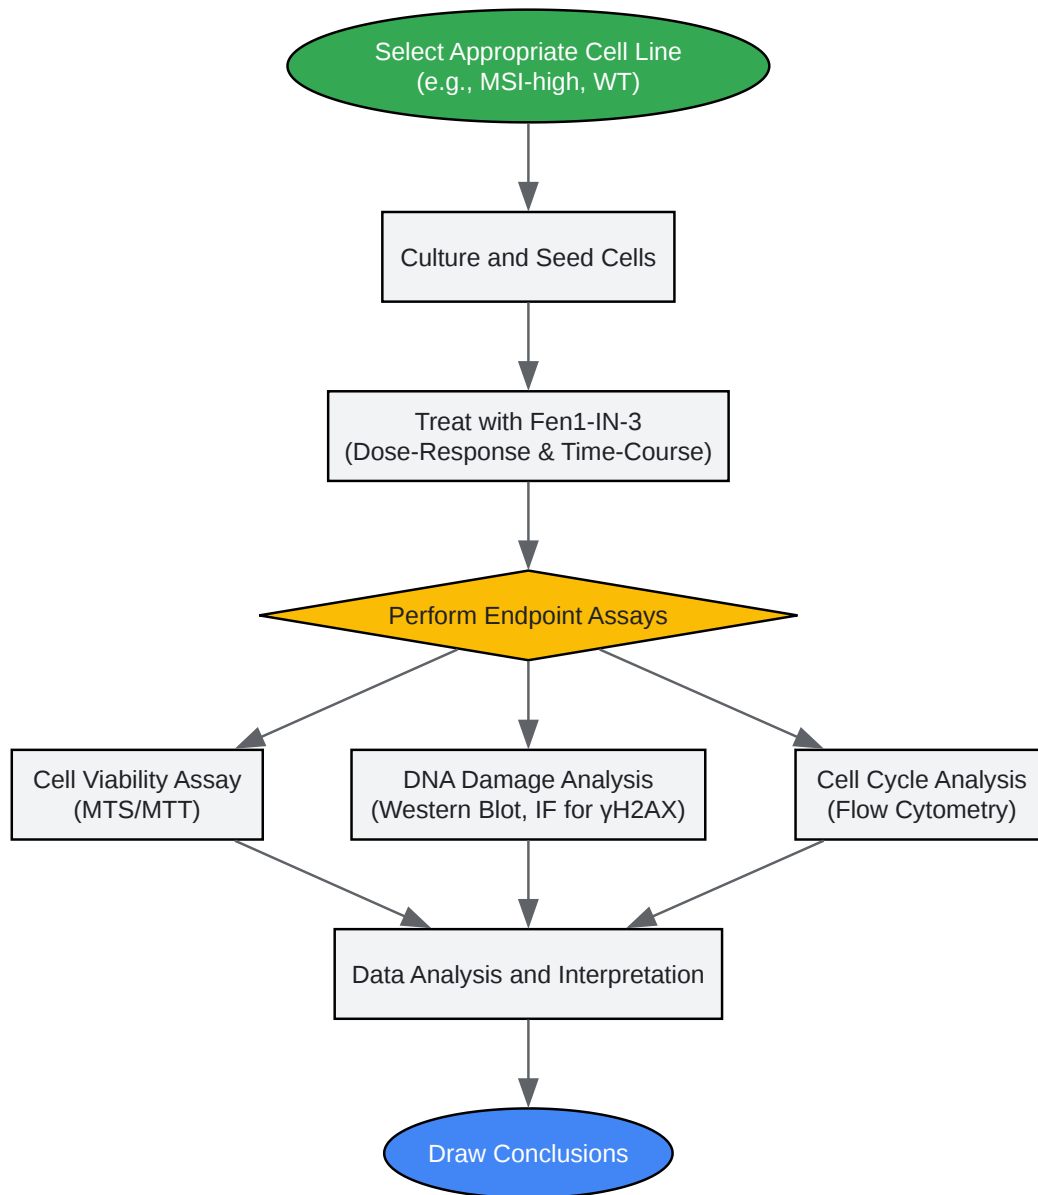 Select Appropriate Cell Line
(e.g., MSI-high, WT)
Culture and Seed Cells
Treat with Fen1-IN-3
(Dose-Response & Time-Course)
Perform Endpoint Assays
Cell Viability Assay
(MTS/MTT)
DNA Damage Analysis
(Western Blot, IF for γH2AX)
Cell Cycle Analysis
(Flow Cytometry)
Data Analysis and Interpretation
Draw Conclusions